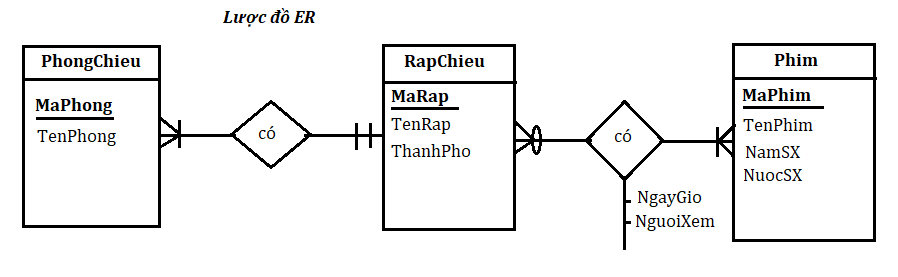 Lược đồ ER
PhongChieu
MaPhong
TenPhong
có
RapChieu
MaRap
TenRap
ThanhPho
có
NgayGio
NguoiXem
Phim
MaPhim
TenPhim
NamSX
NuocSX